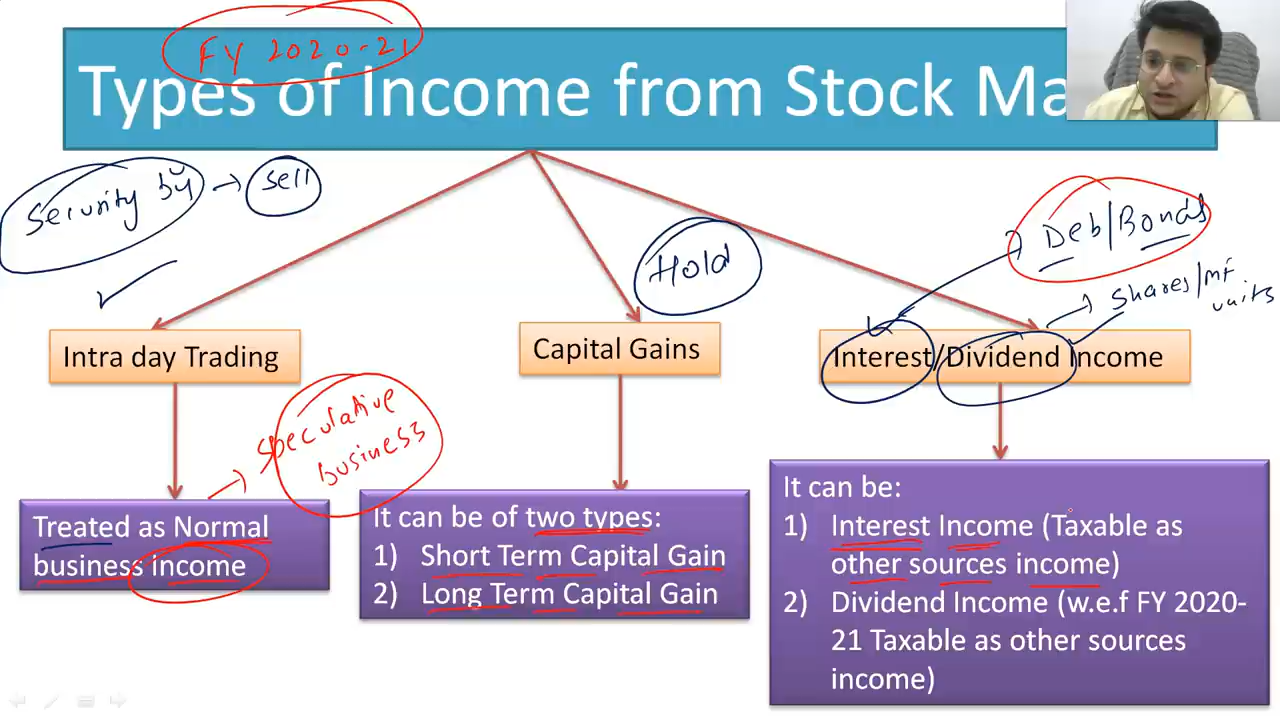 FY 2020-21
Types of Income from Stock Ma
Security by → Sell
Hold
Deb/Bonds
Shares/MF
units
Intra day Trading
Capital Gains
Interest/Dividend Income
Speculative
business
Treated as Normal
business income
It can be of two types:
1) Short Term Capital Gain
2) Long Term Capital Gain
It can be:
1) Interest Income (Taxable as
other sources income)
2) Dividend Income (w.e.f FY 2020-
21 Taxable as other sources
income)